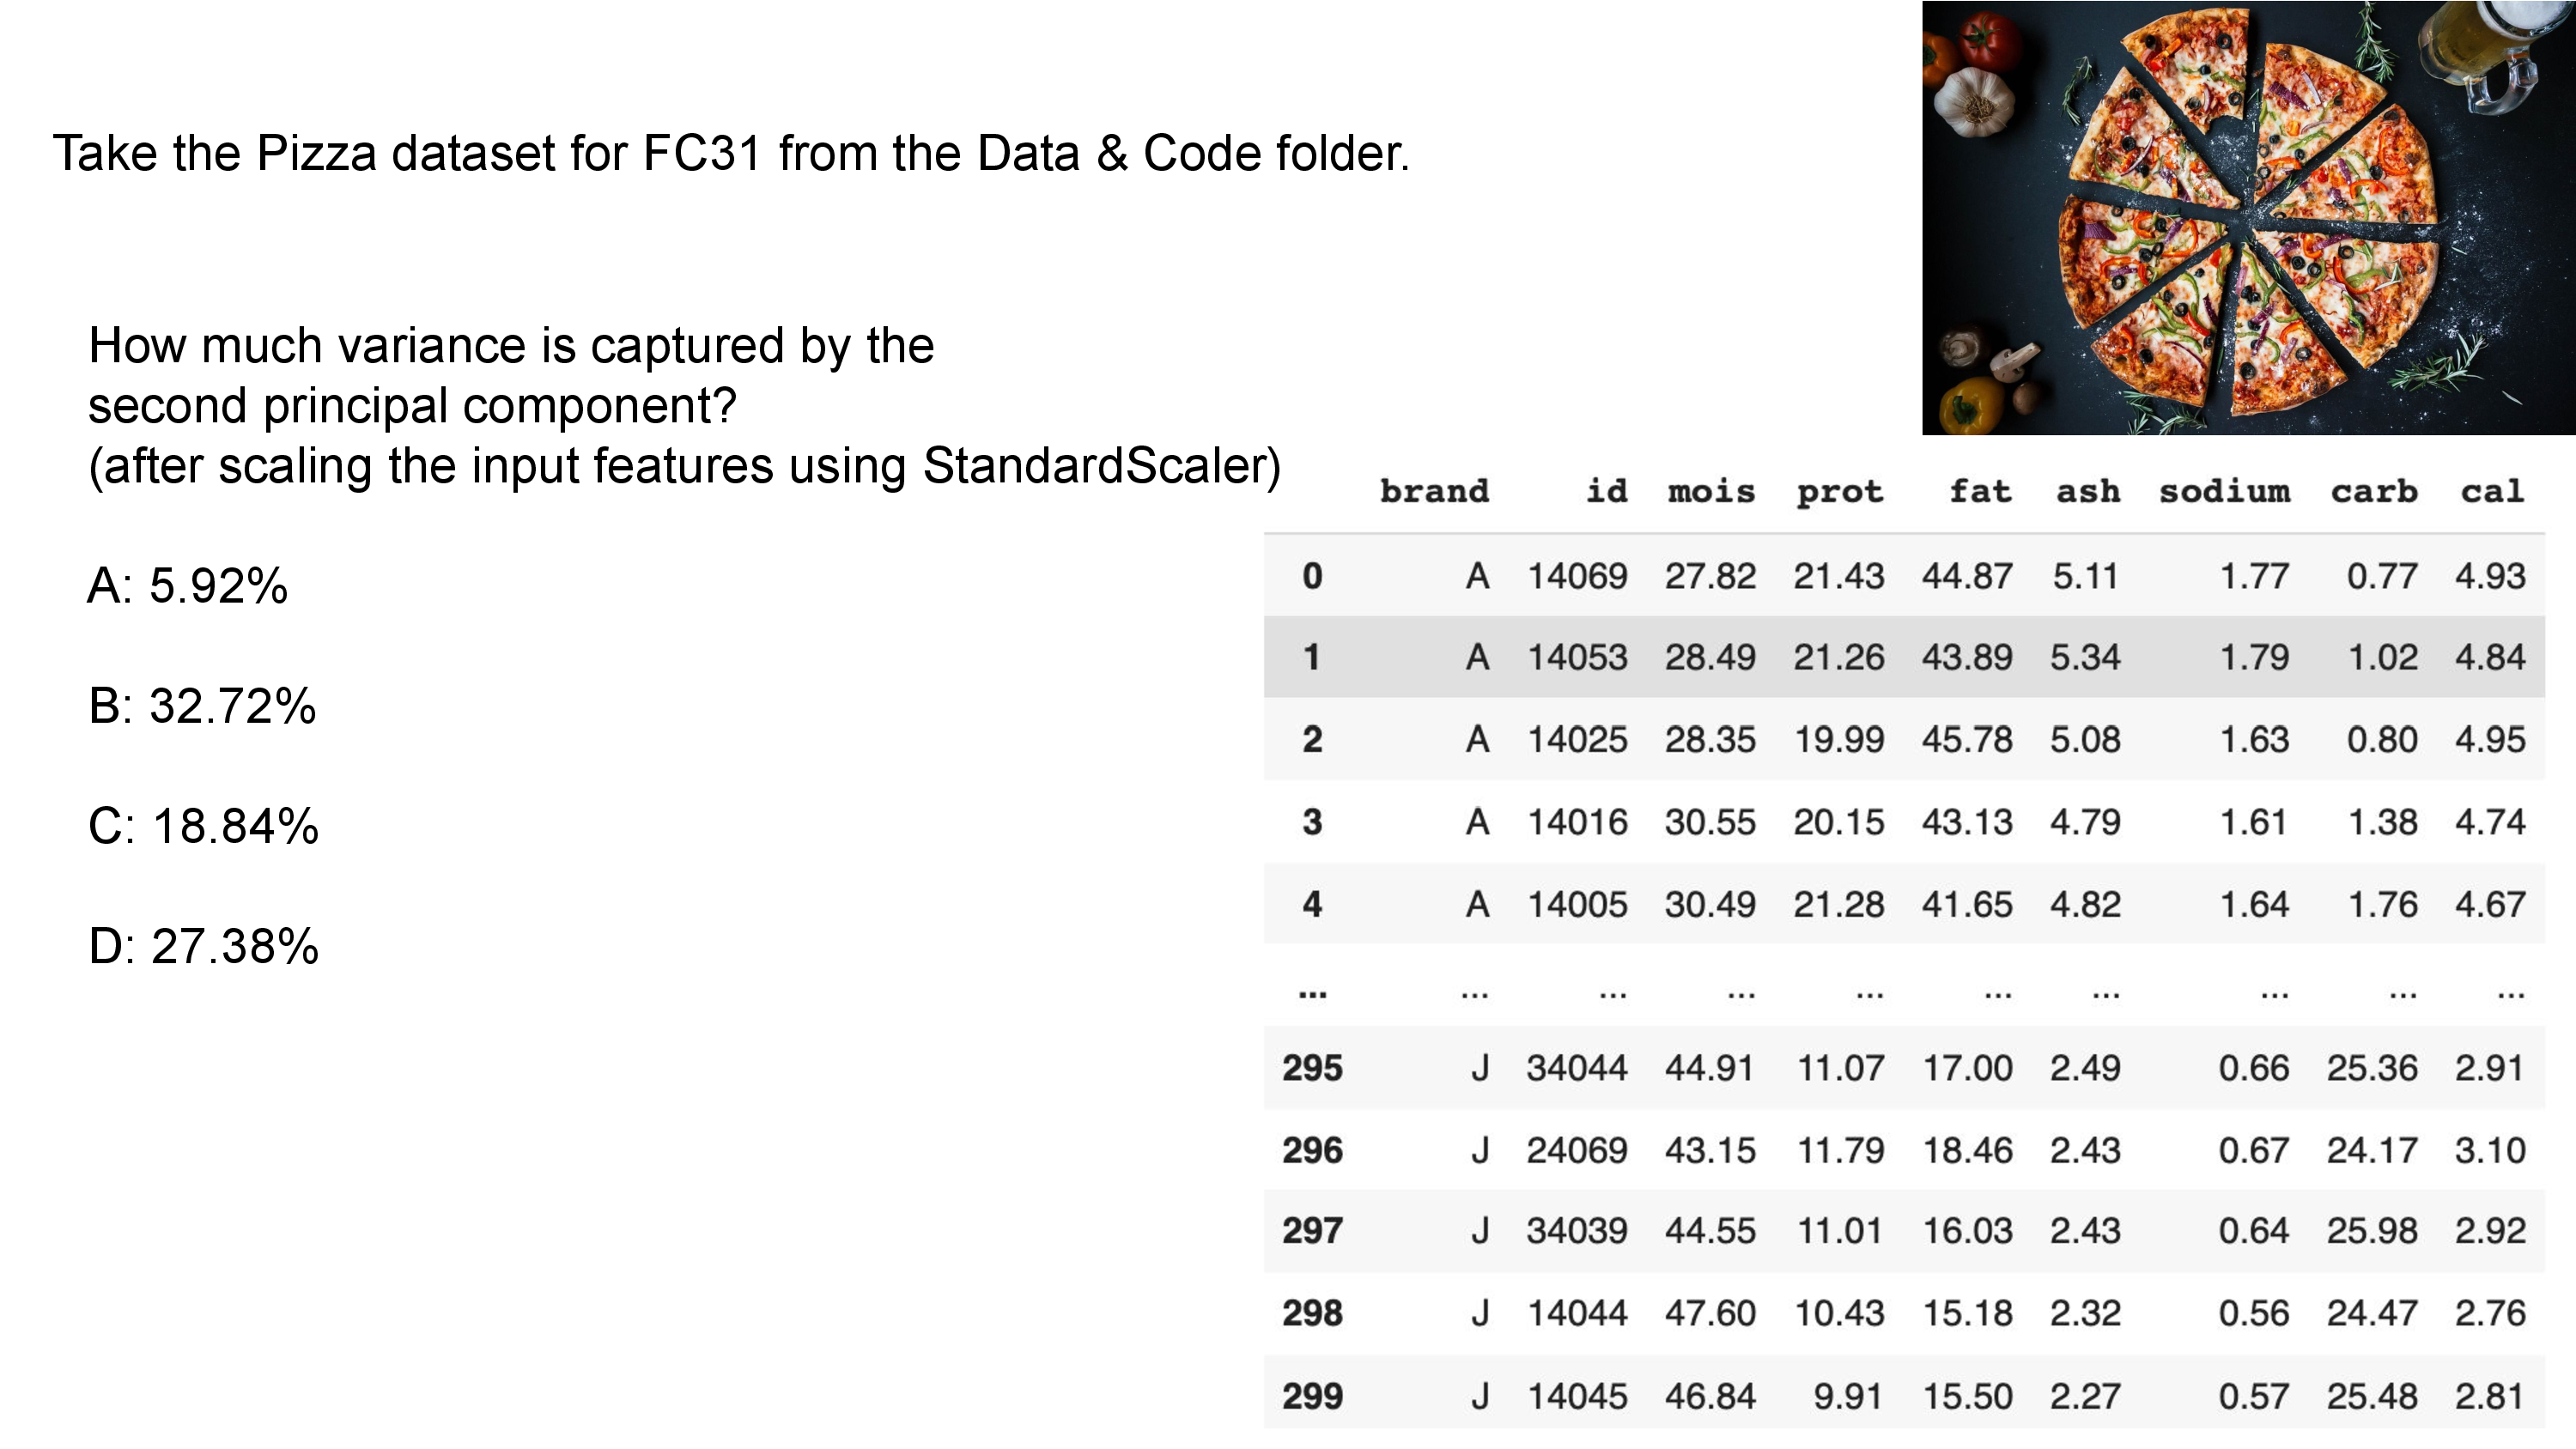 Take the Pizza dataset for FC31 from the Data & Code folder.
How much variance is captured by the
second principal component?
(after scaling the input features using StandardScaler)
A: 5.92%
B: 32.72%
C: 18.84%
D: 27.38%
brand id mois prot fat ash sodium carb cal
0 A 14069 27.82 21.43 44.87 5.11 1.77 0.77 4.93
1 A 14053 28.49 21.26 43.89 5.34 1.79 1.02 4.84
2 A 14025 28.35 19.99 45.78 5.08 1.63 0.80 4.95
3 A 14016 30.55 20.15 43.13 4.79 1.61 1.38 4.74
4 A 14005 30.49 21.28 41.65 4.82 1.64 1.76 4.67
... ... ... ... ... ... ... ... ... ...
295 J 34044 44.91 11.07 17.00 2.49 0.66 25.36 2.91
296 J 24069 43.15 11.79 18.46 2.43 0.67 24.17 3.10
297 J 34039 44.55 11.01 16.03 2.43 0.64 25.98 2.92
298 J 14044 47.60 10.43 15.18 2.32 0.56 24.47 2.76
299 J 14045 46.84 9.91 15.50 2.27 0.57 25.48 2.81